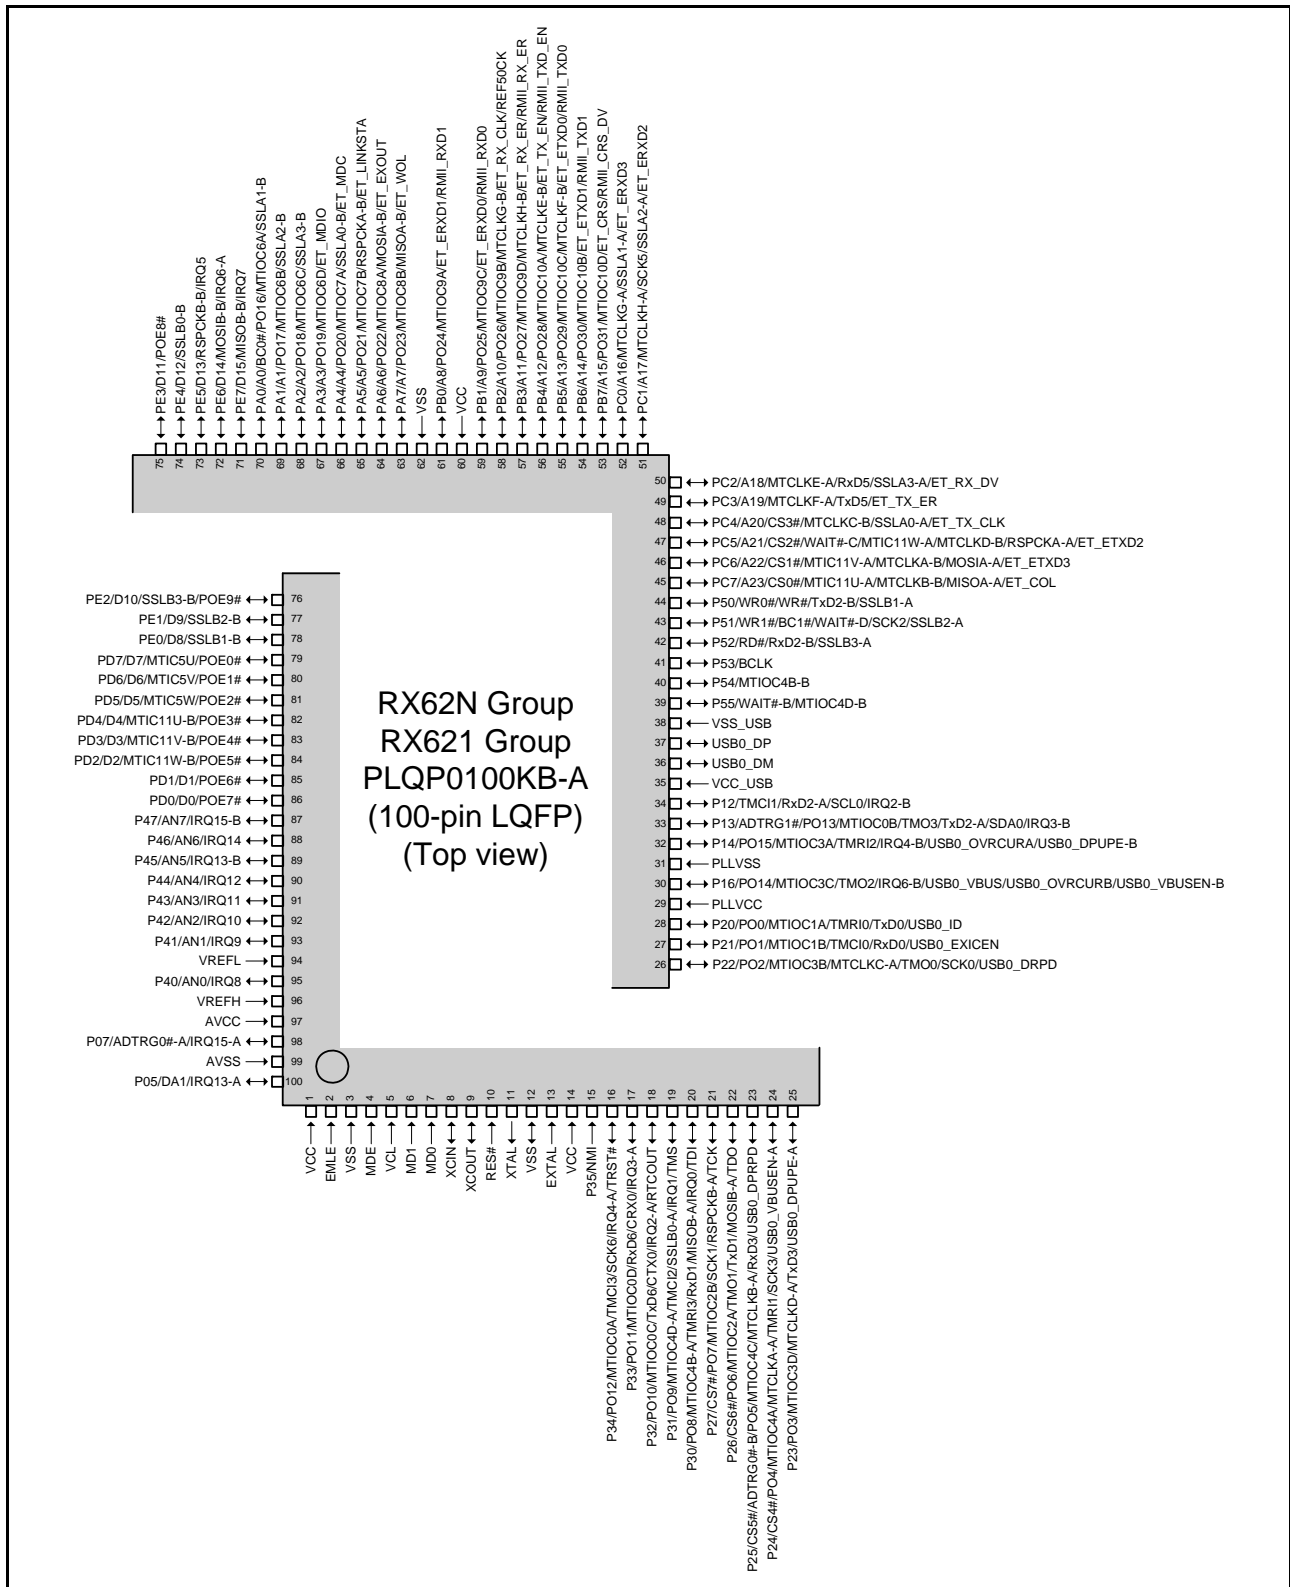 PE3/D11/POE8#
PE4/D12/SSLB0-B
PE5/D13/RSPCKB-B/IRQ5
PE6/D14/MOSIB-B/IRQ6-A
PE7/D15/MISOB-B/IRQ7
PA0/A0/BC0#/PO16/MTIOC6A/SSLA1-B
PA1/A1/PO17/MTIOC6B/SSLA2-B
PA2/A2/PO18/MTIOC6C/SSLA3-B
PA3/A3/PO19/MTIOC6D/ET_MDIO
PA4/A4/PO20/MTIOC7A/SSLA0-B/ET_MDC
PA5/A5/PO21/MTIOC7B/RSPCKA-B/ET_LINKSTA
PA6/A6/PO22/MTIOC8A/MOSIA-B/ET_EXOUT
PA7/A7/PO23/MTIOC8B/MISOA-B/ET_WOL
VSS
PB0/A8/PO24/MTIOC9A/ET_ERXD1/RMII_RXD1
VCC
PB1/A9/PO25/MTIOC9C/ET_ERXD0/RMII_RXD0
PB2/A10/PO26/MTIOC9B/MTCLKG-B/ET_RX_CLK/REF50CK
PB3/A11/PO27/MTIOC9D/MTCLKH-B/ET_RX_ER/RMII_RX_ER
PB4/A12/PO28/MTIOC10A/MTCLKE-B/ET_TX_EN/RMII_TXD_EN
PB5/A13/PO29/MTIOC10C/MTCLKF-B/ET_ETXD0/RMII_TXD0
PB6/A14/PO30/MTIOC10B/ET_ETXD1/RMII_TXD1
PB7/A15/PO31/MTIOC10D/ET_CRS/RMII_CRS_DV
PC0/A16/MTCLKG-A/SSLA1-A/ET_ERXD3
PC1/A17/MTCLKH-A/SCK5/SSLA2-A/ET_ERXD2
75 74 73 72 71 70 69 68 67 66 65 64 63 62 61 60 59 58 57 56 55 54 53 52 51
50 PC2/A18/MTCLKE-A/RxD5/SSLA3-A/ET_RX_DV
49 PC3/A19/MTCLKF-A/TxD5/ET_TX_ER
48 PC4/A20/CS3#/MTCLKC-B/SSLA0-A/ET_TX_CLK
47 PC5/A21/CS2#/WAIT#-C/MTIC11W-A/MTCLKD-B/RSPCKA-A/ET_ETXD2
46 PC6/A22/CS1#/MTIC11V-A/MTCLKA-B/MOSIA-A/ET_ETXD3
45 PC7/A23/CS0#/MTIC11U-A/MTCLKB-B/MISOA-A/ET_COL
44 P50/WR0#/WR#/TxD2-B/SSLB1-A
43 P51/WR1#/BC1#/WAIT#-D/SCK2/SSLB2-A
42 P52/RD#/RxD2-B/SSLB3-A
41 P53/BCLK
40 P54/MTIOC4B-B
39 P55/WAIT#-B/MTIOC4D-B
38 VSS_USB
37 USB0_DP
36 USB0_DM
35 VCC_USB
34 P12/TMCI1/RxD2-A/SCL0/IRQ2-B
33 P13/ADTRG1#/PO13/MTIOC0B/TMO3/TxD2-A/SDA0/IRQ3-B
32 P14/PO15/MTIOC3A/TMRI2/IRQ4-B/USB0_OVRCURA/USB0_DPUPE-B
31 PLLVSS
30 P16/PO14/MTIOC3C/TMO2/IRQ6-B/USB0_VBUS/USB0_OVRCURB/USB0_VBUSEN-B
29 PLLVCC
28 P20/PO0/MTIOC1A/TMRI0/TxD0/USB0_ID
27 P21/PO1/MTIOC1B/TMCI0/RxD0/USB0_EXICEN
26 P22/PO2/MTIOC3B/MTCLKC-A/TMO0/SCK0/USB0_DRPD
PE2/D10/SSLB3-B/POE9# 76
PE1/D9/SSLB2-B 77
PE0/D8/SSLB1-B 78
PD7/D7/MTIC5U/POE0# 79
PD6/D6/MTIC5V/POE1# 80
PD5/D5/MTIC5W/POE2# 81
PD4/D4/MTIC11U-B/POE3# 82
PD3/D3/MTIC11V-B/POE4# 83
PD2/D2/MTIC11W-B/POE5# 84
PD1/D1/POE6# 85
PD0/D0/POE7# 86
P47/AN7/IRQ15-B 87
P46/AN6/IRQ14 88
P45/AN5/IRQ13-B 89
P44/AN4/IRQ12 90
P43/AN3/IRQ11 91
P42/AN2/IRQ10 92
P41/AN1/IRQ9 93
VREFL 94
P40/AN0/IRQ8 95
VREFH 96
AVCC 97
P07/ADTRG0#-A/IRQ15-A 98
AVSS 99
P05/DA1/IRQ13-A 100
RX62N Group
RX621 Group
PLQP0100KB-A
(100-pin LQFP)
(Top view)
1 2 3 4 5 6 7 8 9 10 11 12 13 14 15 16 17 18 19 20 21 22 23 24 25
VCC
EMLE
VSS
MDE
VCL
MD1
MD0
XCIN
XCOUT
RES#
XTAL
VSS
EXTAL
VCC
P35/NMI
P34/PO12/MTIOC0A/TMCI3/SCK6/IRQ4-A/TRST#
P33/PO11/MTIOC0D/RxD6/CRX0/IRQ3-A
P32/PO10/MTIOC0C/TxD6/CTX0/IRQ2-A/RTCOUT
P31/PO9/MTIOC4D-A/TMCI2/SSLB0-A/IRQ1/TMS
P30/PO8/MTIOC4B-A/TMRI3/RxD1/MISOB-A/IRQ0/TDI
P27/CS7#/PO7/MTIOC2B/SCK1/RSPCKB-A/TCK
P26/CS6#/PO6/MTIOC2A/TMO1/TxD1/MOSIB-A/TDO
P25/CS5#/ADTRG0#-B/PO5/MTIOC4C/MTCLKB-A/RxD3/USB0_DPRPD
P24/CS4#/PO4/MTIOC4A/MTCLKA-A/TMRI1/SCK3/USB0_VBUSEN-A
P23/PO3/MTIOC3D/MTCLKD-A/TxD3/USB0_DPUPE-A